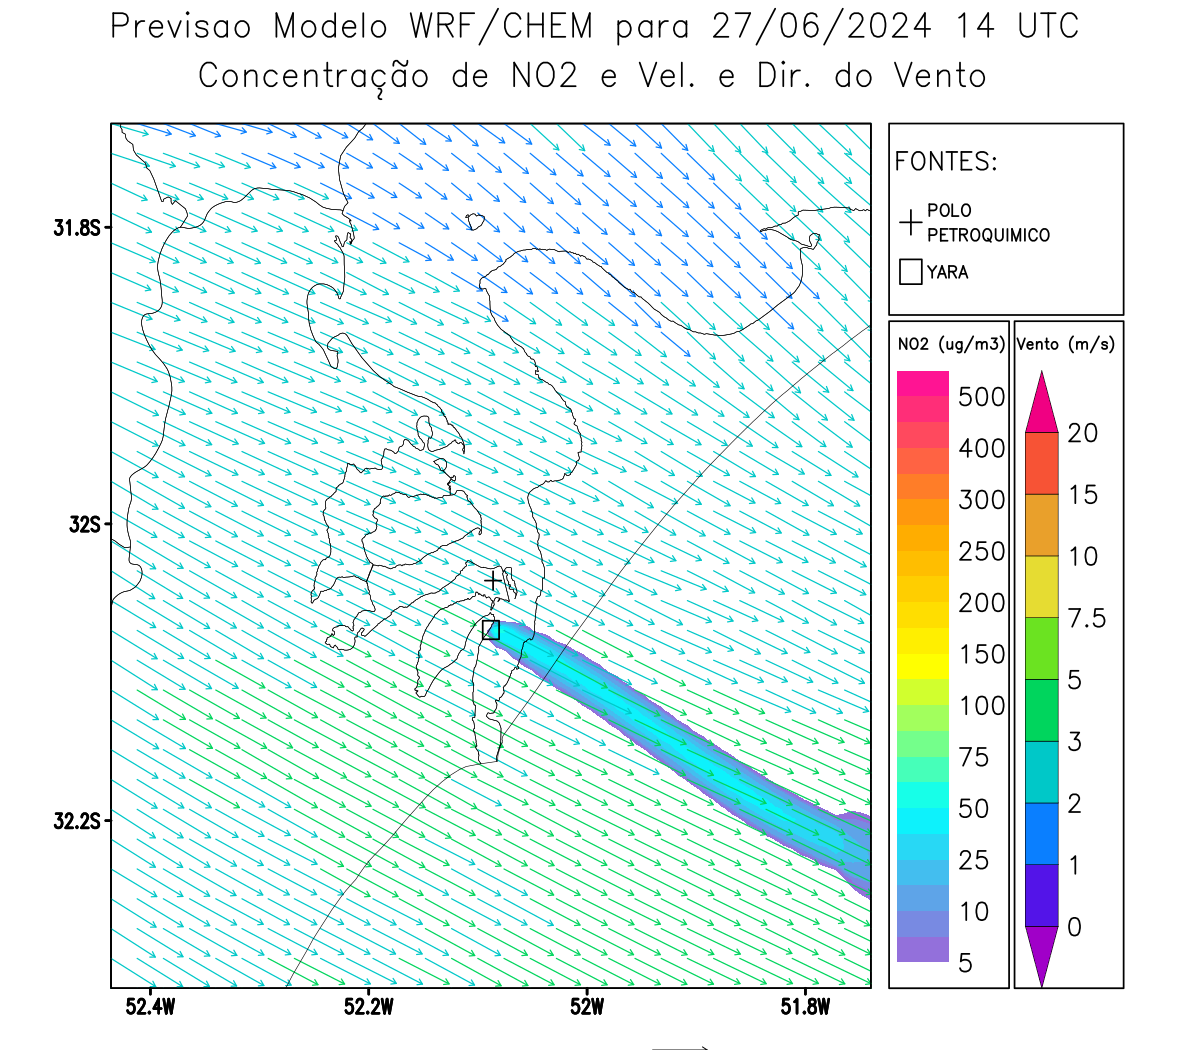 Previsao Modelo WRF/CHEM para 27/06/2024 14 UTC
Concentração de NO2 e Vel. e Dir. do Vento
FONTES:
POLO
PETROQUIMICO
YARA
31.8S
32S
32.2S
52.4W
52.2W
52W
51.8W
NO2 (ug/m3)
500
400
300
250
200
150
100
75
50
25
10
5
Vento (m/s)
20
15
10
7.5
5
3
2
1
0